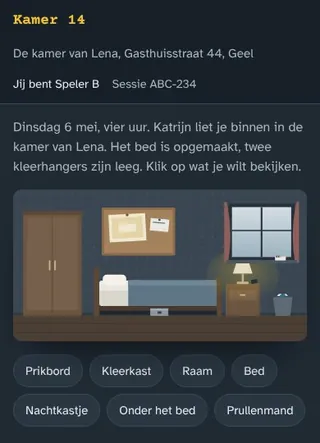 Kamer 14
De kamer van Lena, Gasthuisstraat 44, Geel
Jij bent Speler B Sessie ABC-234
Dinsdag 6 mei, vier uur. Katrijn liet je binnen in de
kamer van Lena. Het bed is opgemaakt, twee
kleerhangers zijn leeg. Klik op wat je wilt bekijken.
Prikbord Kleerkast Raam Bed
Nachtkastje Onder het bed Prullenmand